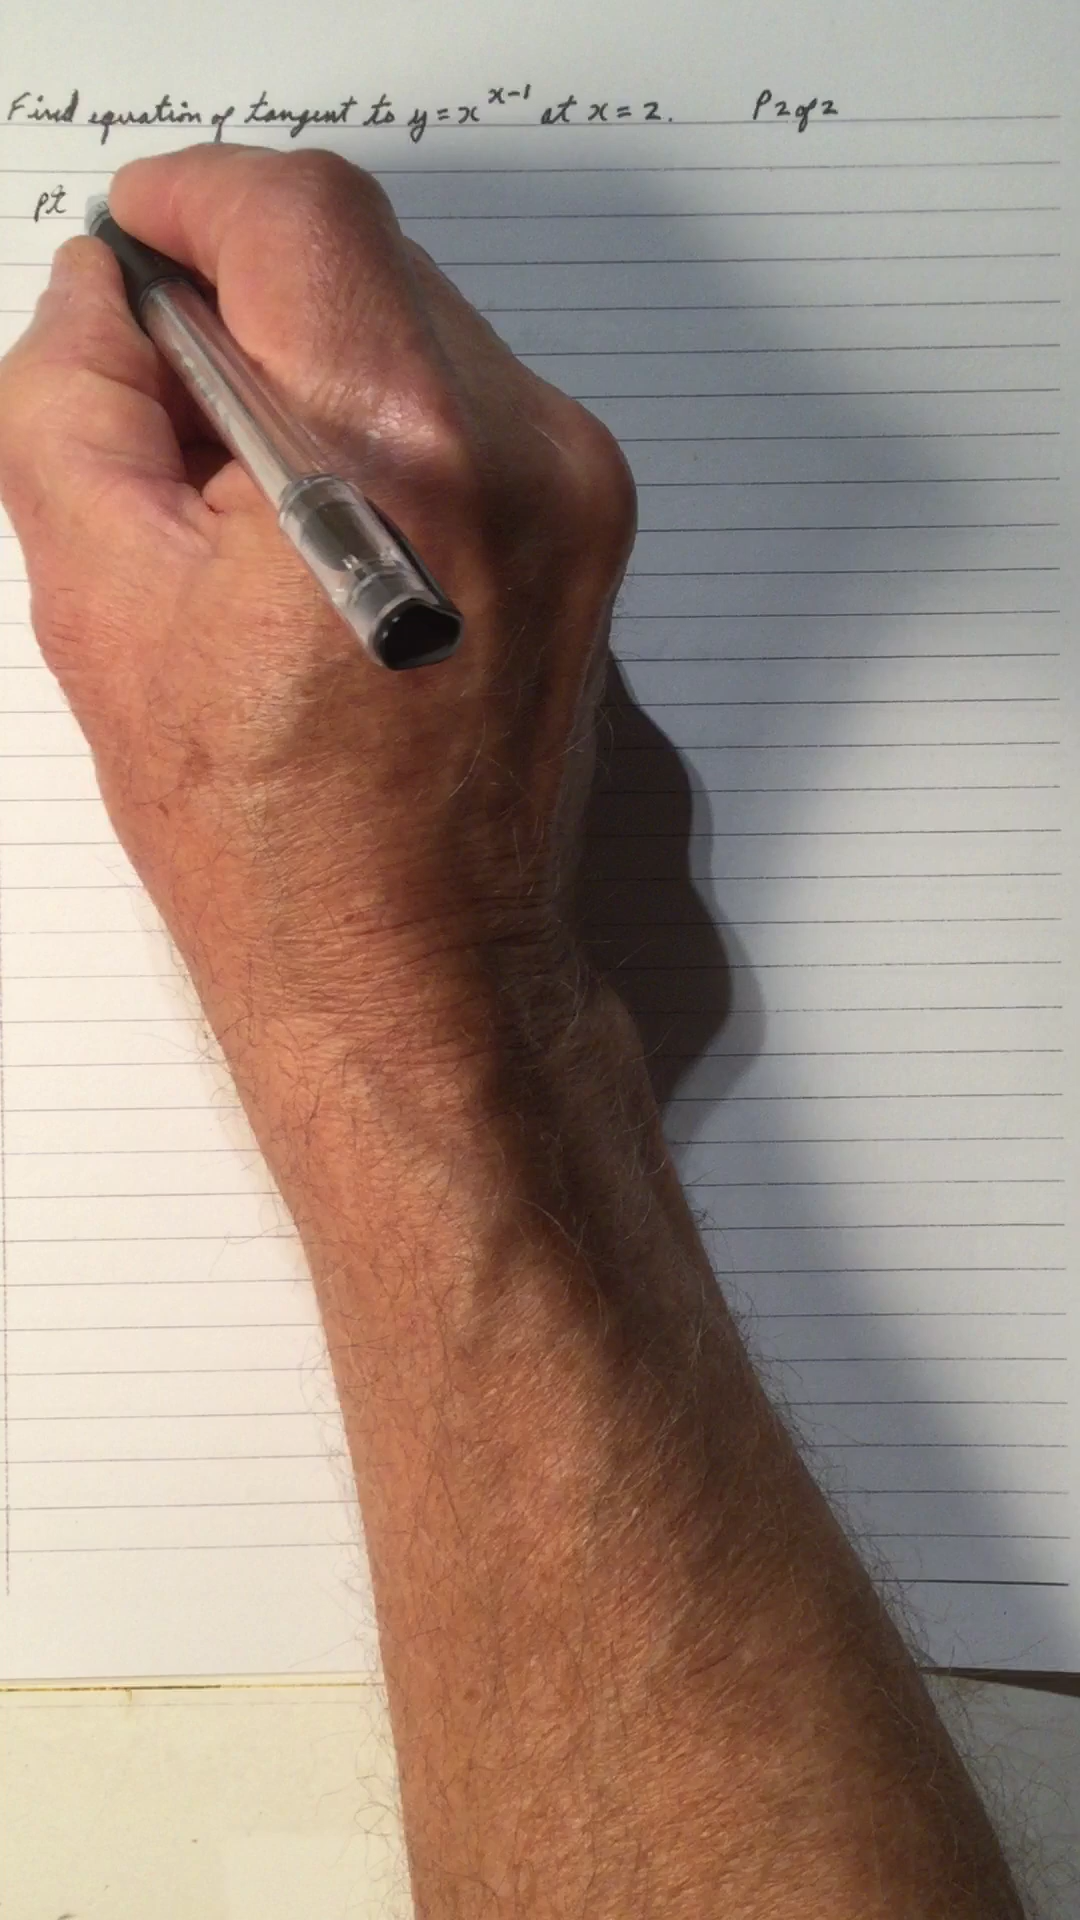 Find equation of tangent to y = x^{x-1} at x = 2. P2 of 2
pt